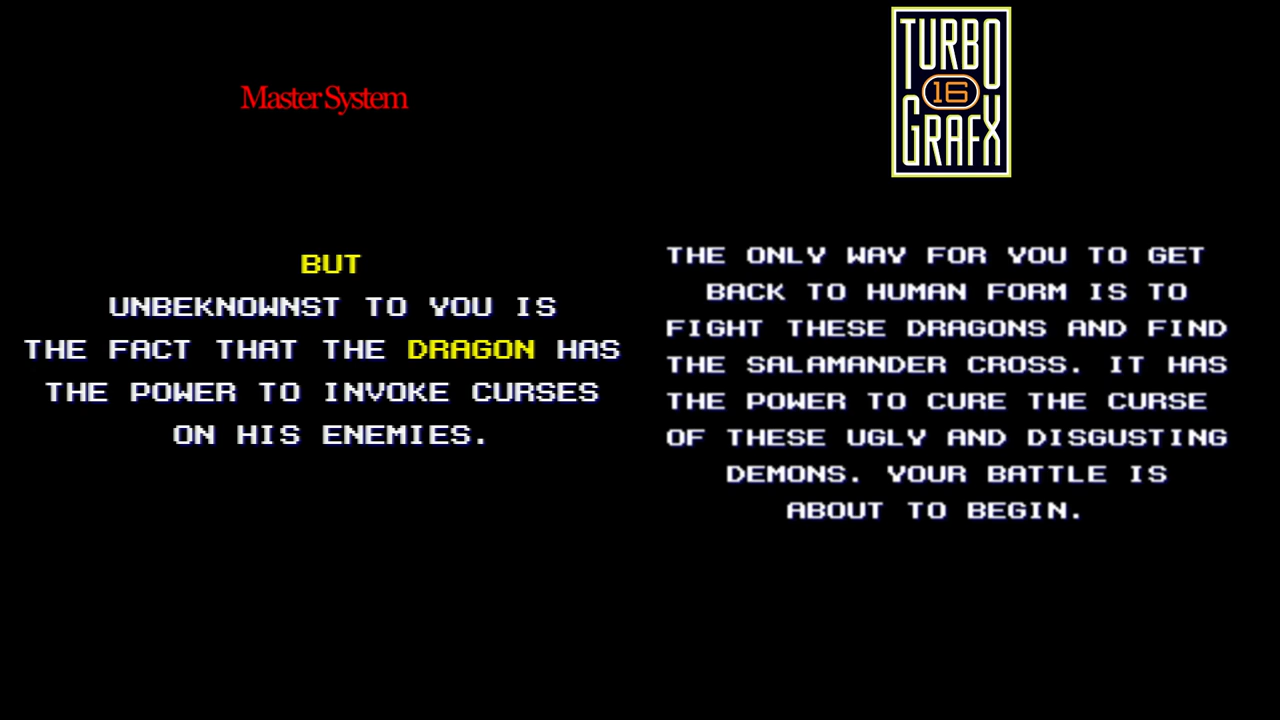 Master System
BUT
UNBEKNOWNST TO YOU IS
THE FACT THAT THE DRAGON HAS
THE POWER TO INVOKE CURSES
ON HIS ENEMIES.
TURBO
16
GRAFX
THE ONLY WAY FOR YOU TO GET
BACK TO HUMAN FORM IS TO
FIGHT THESE DRAGONS AND FIND
THE SALAMANDER CROSS. IT HAS
THE POWER TO CURE THE CURSE
OF THESE UGLY AND DISGUSTING
DEMONS. YOUR BATTLE IS
ABOUT TO BEGIN.